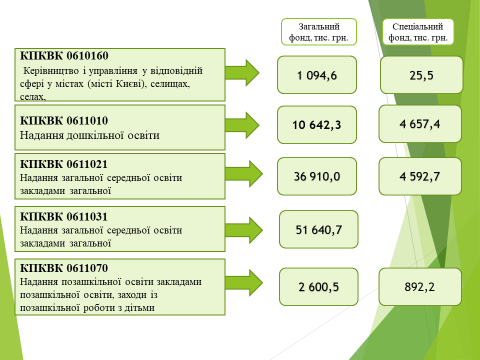 Загальний
фонд, тис. грн.
Спеціальний
фонд, тис. грн.
КПКВК 0610160
Керівництво і управління у відповідній
сфері у містах (місті Києві), селищах,
селах,
1 094,6
25,5
КПКВК 0611010
Надання дошкільної освіти
10 642,3
4 657,4
КПКВК 0611021
Надання загальної середньої освіти
закладами загальної
36 910,0
4 592,7
КПКВК 0611031
Надання загальної середньої освіти
закладами загальної
51 640,7
КПКВК 0611070
Надання позашкільної освіти закладами
позашкільної освіти, заходи із
позашкільної роботи з дітьми
2 600,5
892,2